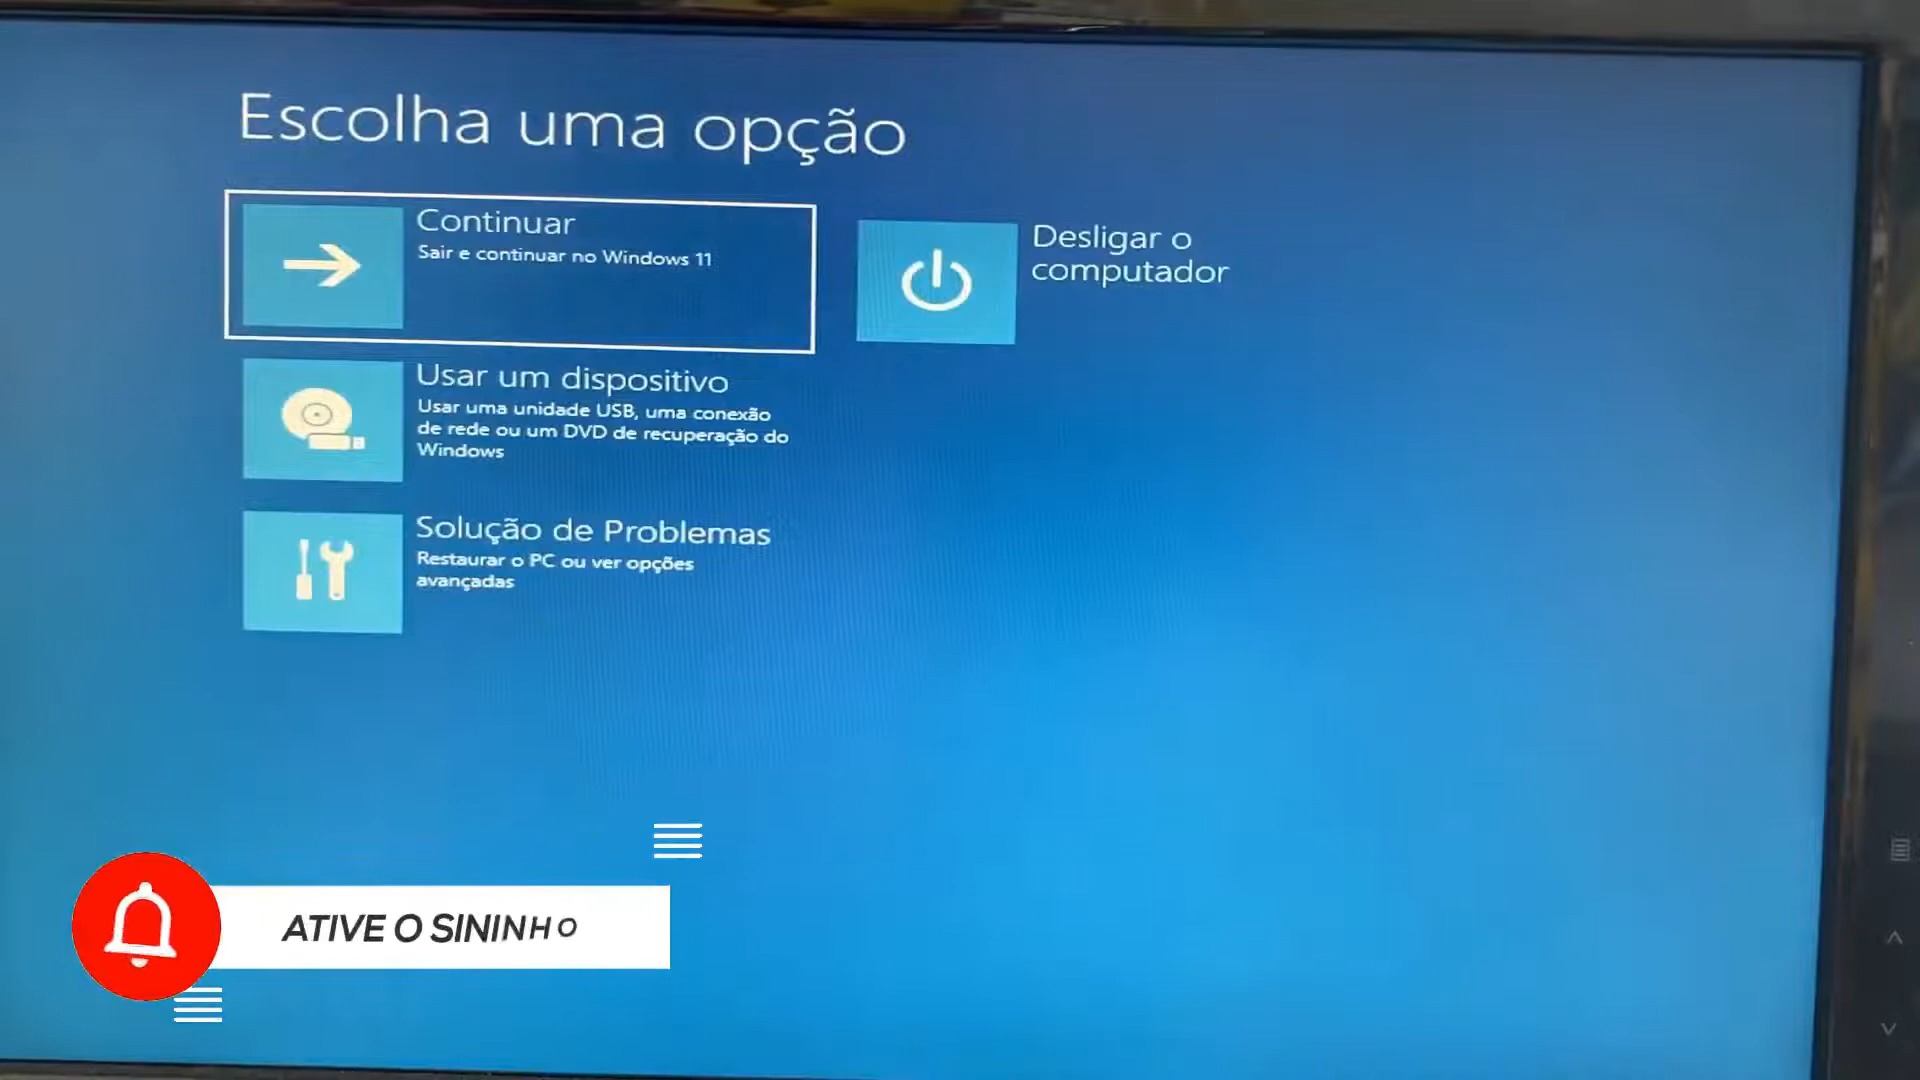 Escolha uma opção
Continuar
Sair e continuar no Windows 11
Desligar o
computador
Usar um dispositivo
Usar uma unidade USB, uma conexão
de rede ou um DVD de recuperação do
Windows
Solução de Problemas
Restaurar o PC ou ver opções
avançadas
ATIVE O SININHO